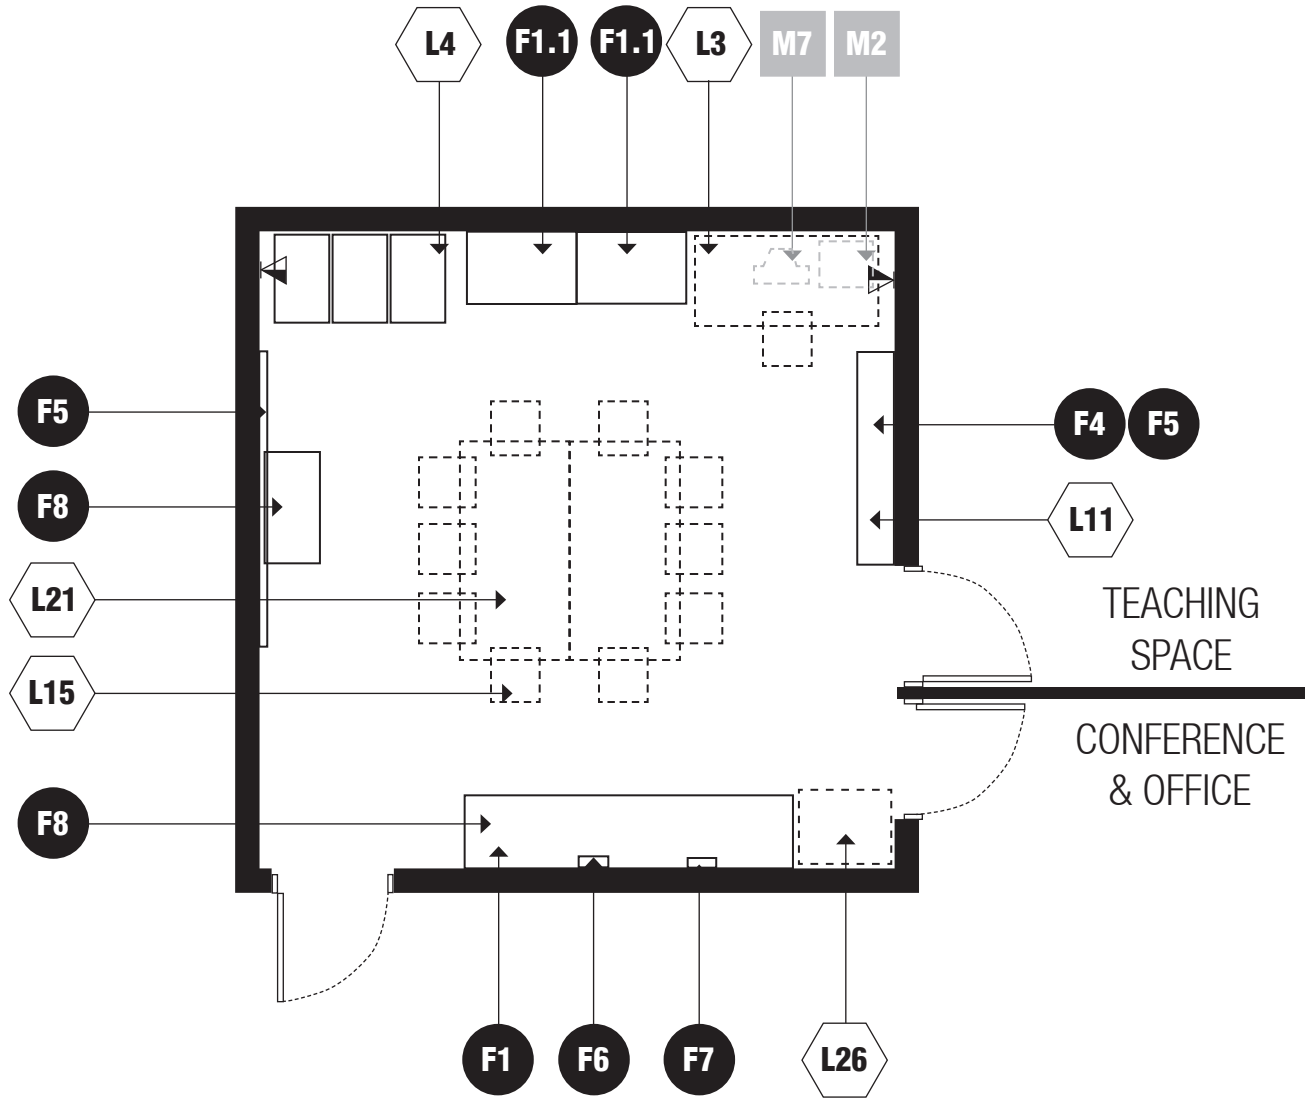 L4
F1.1
F1.1
L3
M7
M2
F5
F4
F5
F8
L11
L21
TEACHING
SPACE
L15
CONFERENCE
& OFFICE
F8
F1
F6
F7
L26